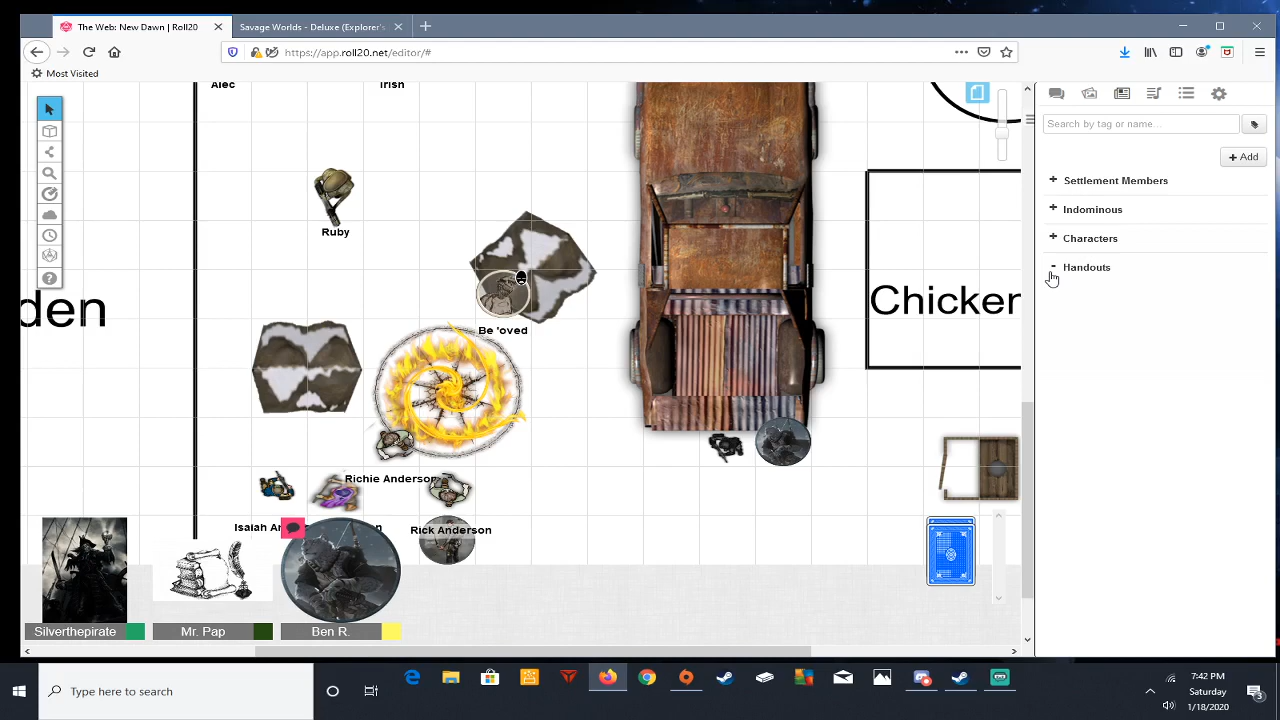 The Web: New Dawn | Roll20
Savage Worlds - Deluxe (Explorer's
https://app.roll20.net/editor/#
Most Visited
Alec
Irish
Search by tag or name...
+ Add
Settlement Members
Indominous
Characters
Handouts
Ruby
Be 'oved
den
Chicken
Richie Anderson
Isaiah An
Rick Anderson
Silverthepirate
Mr. Pap
Ben R.
Type here to search
7:42 PM
Saturday
1/18/2020
3